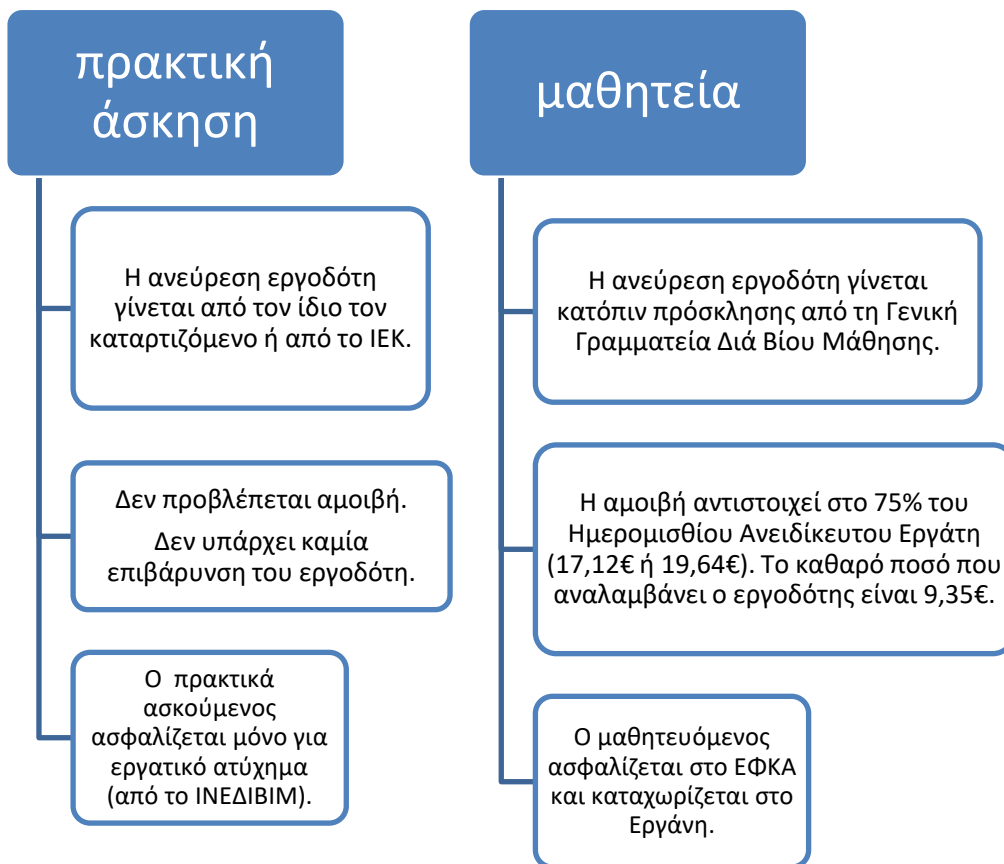 πρακτική
άσκηση
Η ανεύρεση εργοδότη
γίνεται από τον ίδιο τον
καταρτιζόμενο ή από το ΙΕΚ.
Δεν προβλέπεται αμοιβή.
Δεν υπάρχει καμία
επιβάρυνση του εργοδότη.
Ο πρακτικά
ασκούμενος
ασφαλίζεται μόνο για
εργατικό ατύχημα
(από το ΙΝΕΔΙΒΙΜ).
μαθητεία
Η ανεύρεση εργοδότη γίνεται
κατόπιν πρόσκλησης από τη Γενική
Γραμματεία Διά Βίου Μάθησης.
Η αμοιβή αντιστοιχεί στο 75% του
Ημερομισθίου Ανειδίκευτου Εργάτη
(17,12€ ή 19,64€). Το καθαρό ποσό που
αναλαμβάνει ο εργοδότης είναι 9,35€.
Ο μαθητευόμενος
ασφαλίζεται στο ΕΦΚΑ
και καταχωρίζεται στο
Εργάνη.